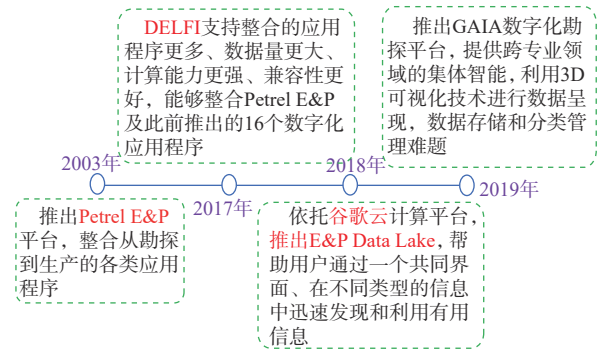 DELFI支持整合的应用
程序更多、数据量更大、
计算能力更强、兼容性更
好，能够整合Petrel E&P
及此前推出的16个数字化
应用程序
推出GAIA数字化勘
探平台，提供跨专业领
域的集体智能，利用3D
可视化技术进行数据呈
现，数据存储和分类管
理难题
2003年
2018年
2017年
2019年
推出Petrel E&P
平台，整合从勘探
到生产的各类应用
程序
依托谷歌云计算平台，
推出E&P Data Lake，帮
助用户通过一个共同界
面、在不同类型的信息
中迅速发现和利用有用
信息